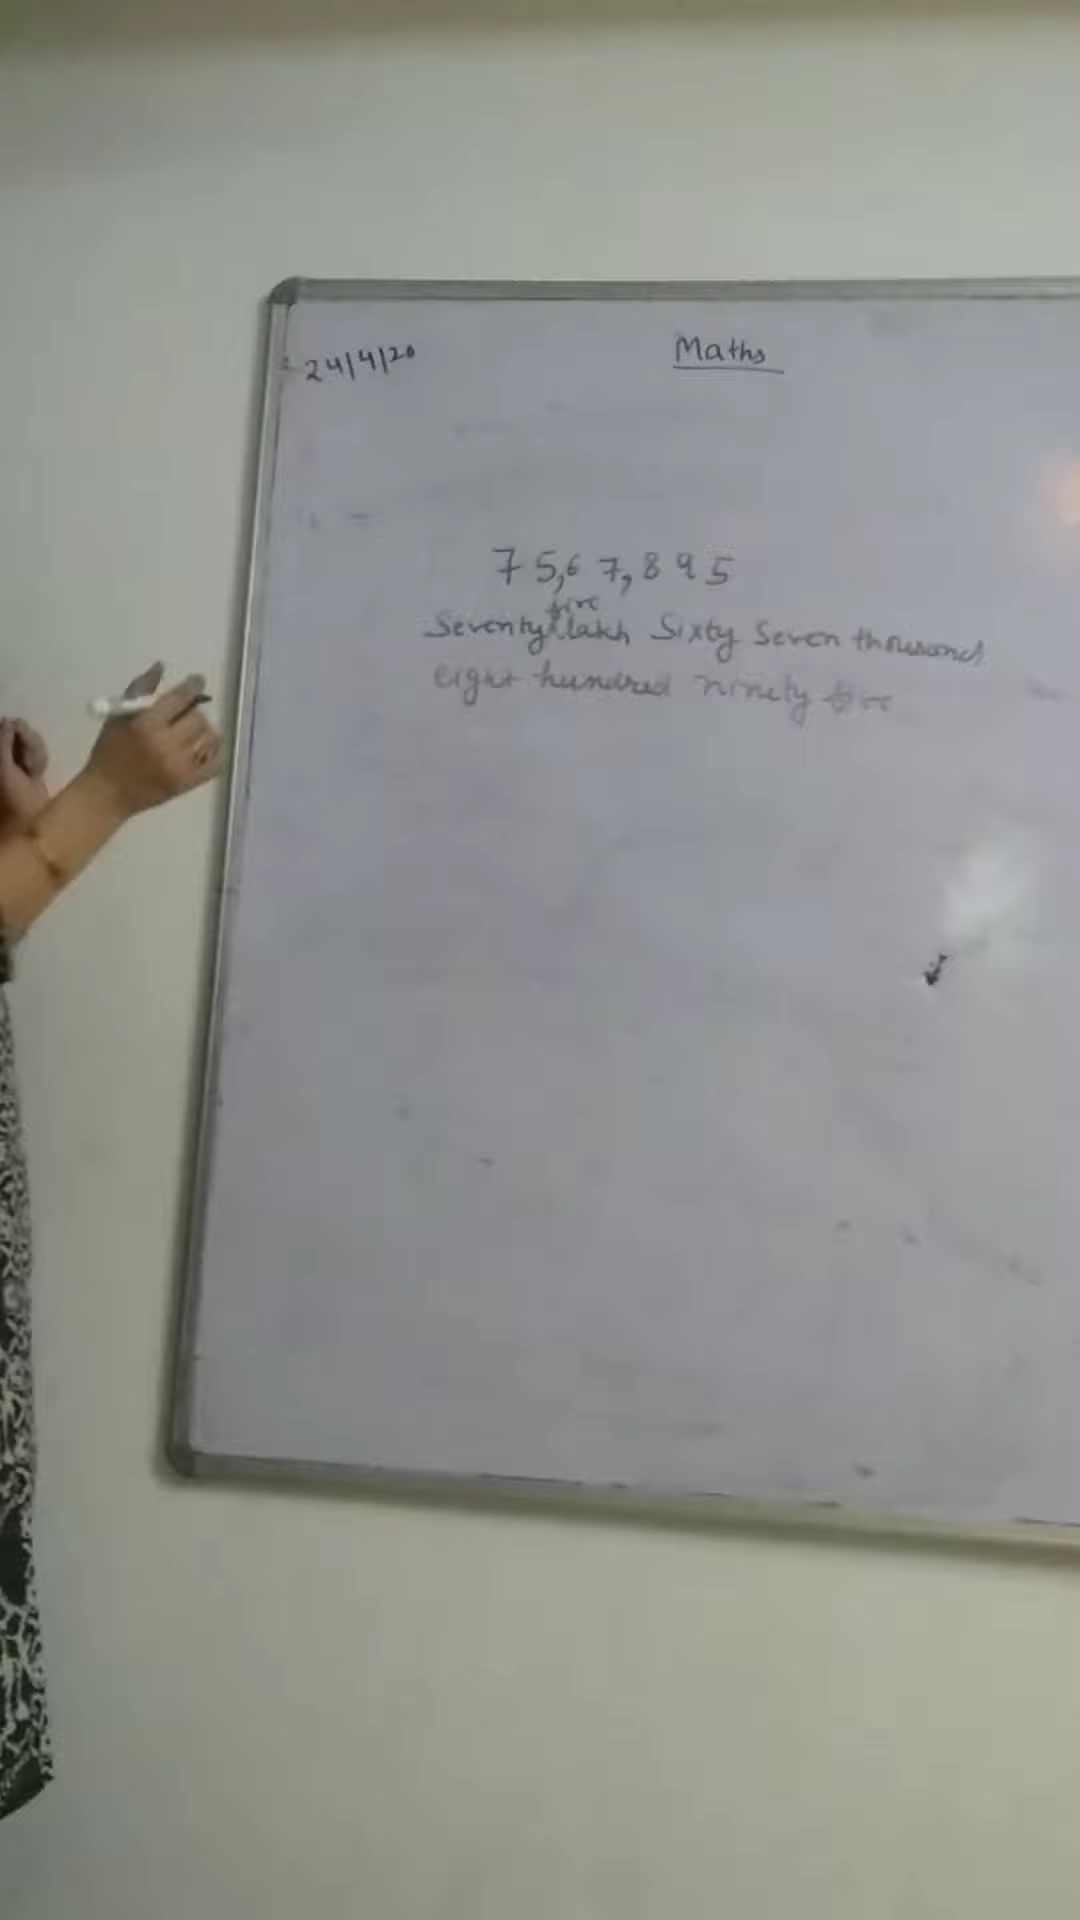 24/4/20
Maths
75,67,895
Seventy five lakh Sixty Seven thousand
eight hundred ninety five